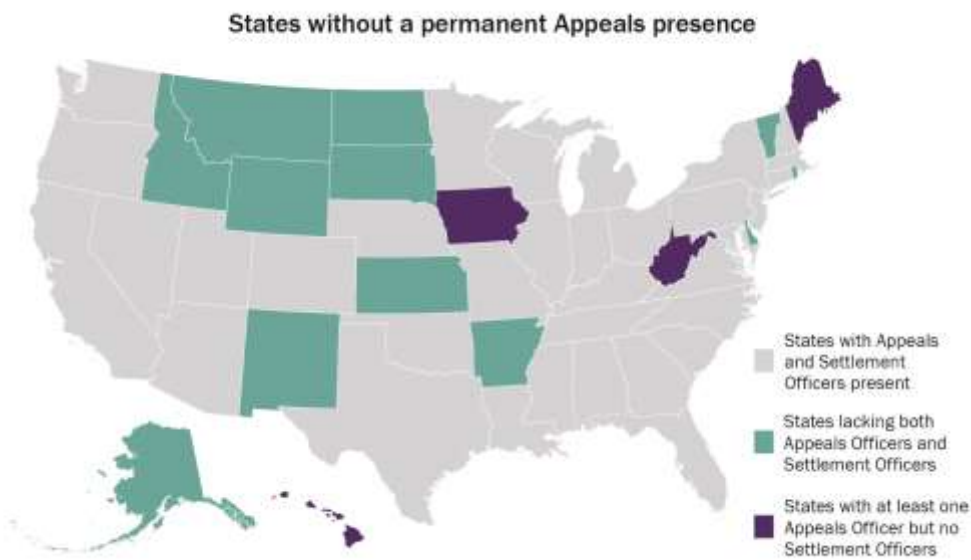 States without a permanent Appeals presence
States with Appeals
and Settlement
Officers present
States lacking both
Appeals Officers and
Settlement Officers
States with at least one
Appeals Officer but no
Settlement Officers